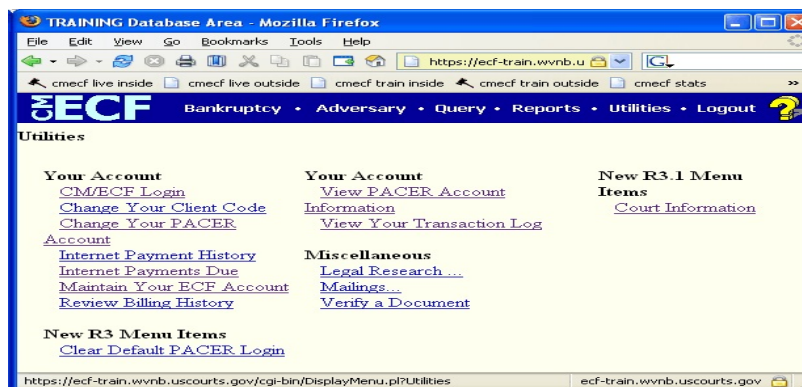 TRAINING Database Area - Mozilla Firefox
File Edit View Go Bookmarks Tools Help
https://ecf-train.wvnb.u
G
cmecf live inside cmecf live outside cmecf train inside cmecf train outside cmecf stats »
CM ECF Bankruptcy • Adversary • Query • Reports • Utilities • Logout ?
Utilities
Your Account
CM/ECF Login
Change Your Client Code
Change Your PACER
Account
Internet Payment History
Internet Payments Due
Maintain Your ECF Account
Review Billing History
New R3 Menu Items
Clear Default PACER Login
Your Account
View PACER Account
Information
View Your Transaction Log
Miscellaneous
Legal Research ...
Mailings...
Verify a Document
New R3.1 Menu
Items
Court Information
https://ecf-train.wvnb.uscourts.gov/cgi-bin/DisplayMenu.pl?Utilities ecf-train.wvnb.uscourts.gov